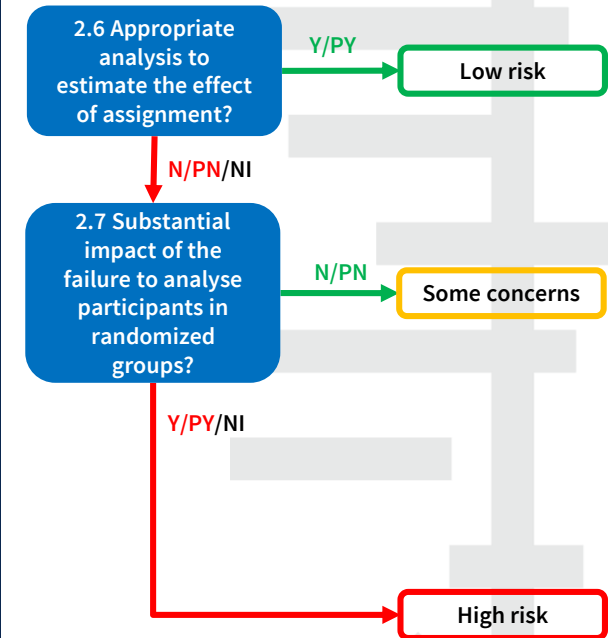 2.6 Appropriate
analysis to
estimate the effect
of assignment?
Y/PY
Low risk
N/PN/NI
2.7 Substantial
impact of the
failure to analyse
participants in
randomized
groups?
N/PN
Some concerns
Y/PY/NI
High risk